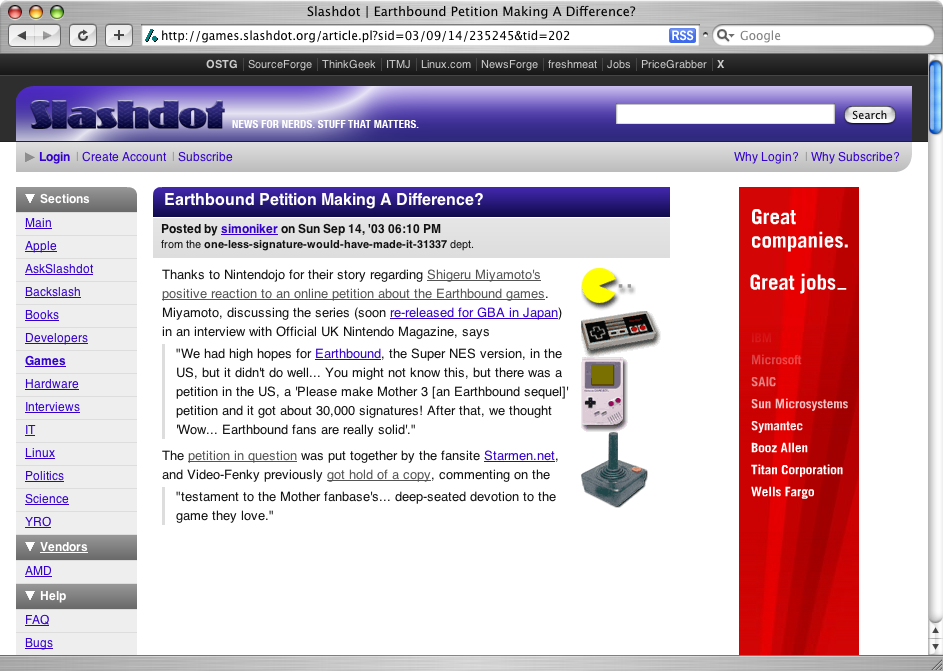 Slashdot | Earthbound Petition Making A Difference?
http://games.slashdot.org/article.pl?sid=03/09/14/235245&tid=202 RSS Google
OSTG SourceForge ThinkGeek ITMJ Linux.com NewsForge freshmeat Jobs PriceGrabber X
Slashdot NEWS FOR NERDS. STUFF THAT MATTERS. Search
Login Create Account Subscribe Why Login? Why Subscribe?
Sections
Main
Apple
AskSlashdot
Backslash
Books
Developers
Games
Hardware
Interviews
IT
Linux
Politics
Science
YRO
Vendors
AMD
Help
FAQ
Bugs
Earthbound Petition Making A Difference?
Posted by simoniker on Sun Sep 14, '03 06:10 PM
from the one-less-signature-would-have-made-it-31337 dept.
Thanks to Nintendojo for their story regarding Shigeru Miyamoto's
positive reaction to an online petition about the Earthbound games.
Miyamoto, discussing the series (soon re-released for GBA in Japan)
in an interview with Official UK Nintendo Magazine, says
"We had high hopes for Earthbound, the Super NES version, in the
US, but it didn't do well... You might not know this, but there was a
petition in the US, a 'Please make Mother 3 [an Earthbound sequel]'
petition and it got about 30,000 signatures! After that, we thought
'Wow... Earthbound fans are really solid'."
The petition in question was put together by the fansite Starmen.net,
and Video-Fenky previously got hold of a copy, commenting on the
"testament to the Mother fanbase's... deep-seated devotion to the
game they love."
Great
companies.
Great jobs_
IBM
Microsoft
SAIC
Sun Microsystems
Symantec
Booz Allen
Titan Corporation
Wells Fargo